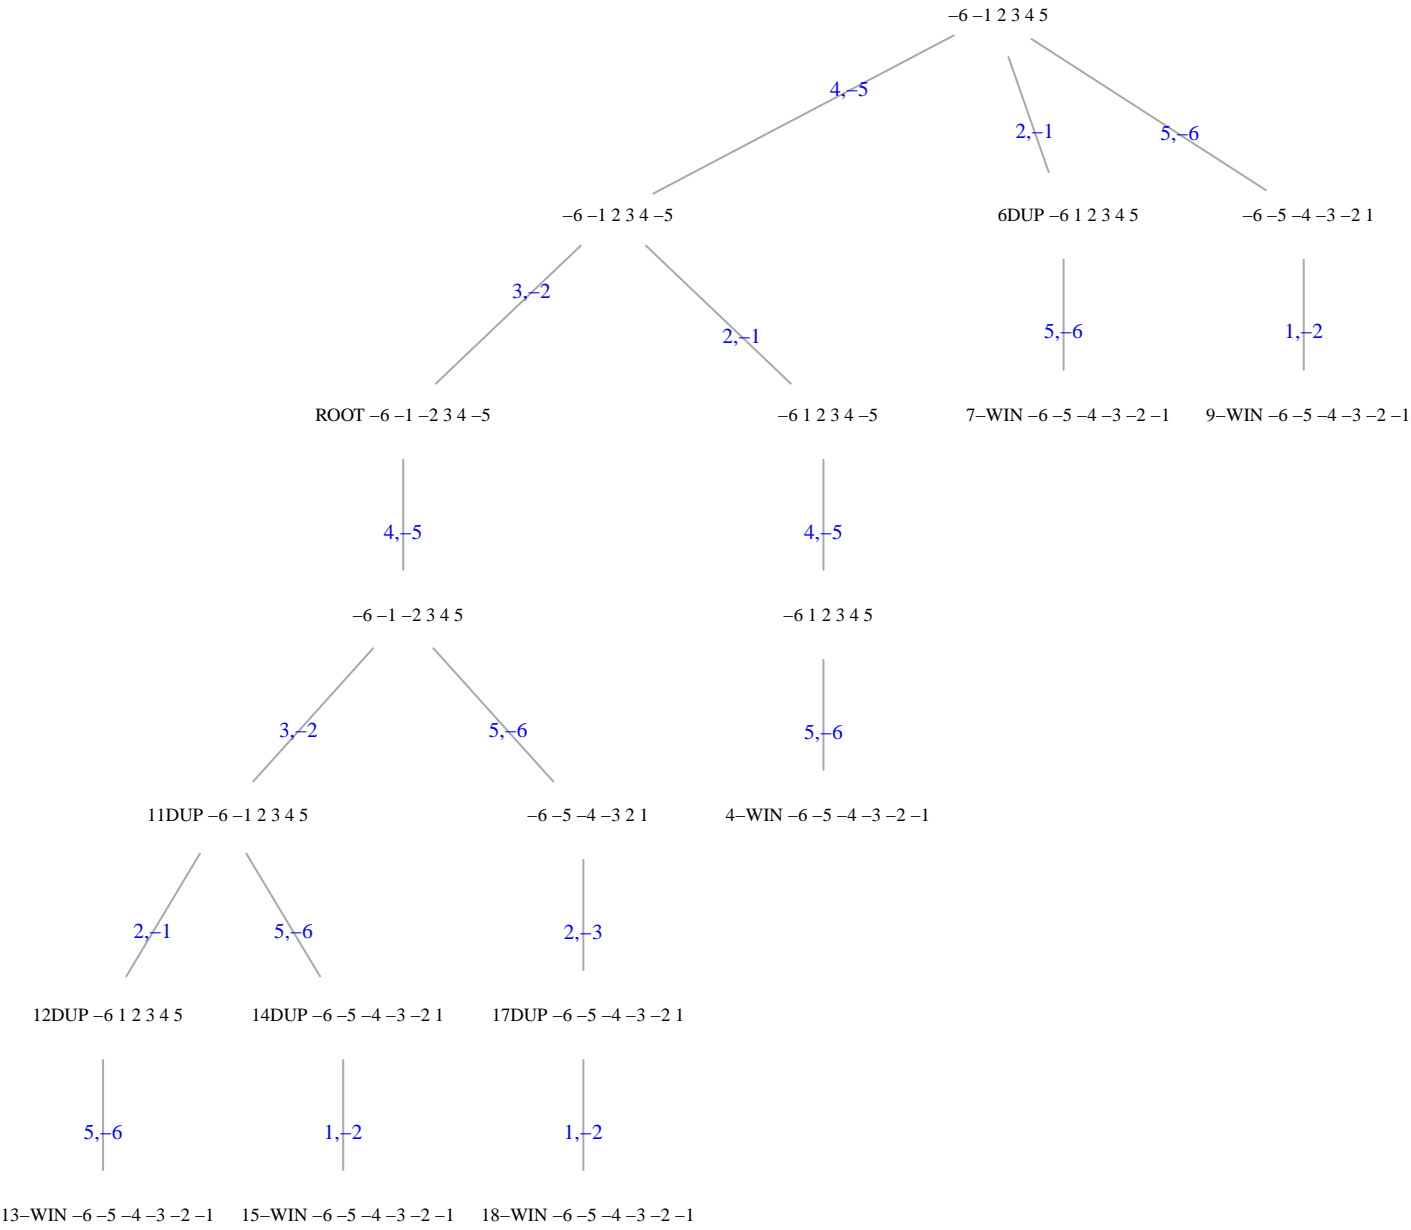 −6 −1 2 3 4 5
4,−5
2,−1
5,−6
−6 −1 2 3 4 −5
6DUP −6 1 2 3 4 5
−6 −5 −4 −3 −2 1
3,−2
2,−1
5,−6
1,−2
ROOT −6 −1 −2 3 4 −5
−6 1 2 3 4 −5
7−WIN −6 −5 −4 −3 −2 −1
9−WIN −6 −5 −4 −3 −2 −1
4,−5
4,−5
−6 −1 −2 3 4 5
−6 1 2 3 4 5
3,−2
5,−6
5,−6
11DUP −6 −1 2 3 4 5
−6 −5 −4 −3 2 1
4−WIN −6 −5 −4 −3 −2 −1
2,−1
5,−6
2,−3
12DUP −6 1 2 3 4 5
14DUP −6 −5 −4 −3 −2 1
17DUP −6 −5 −4 −3 −2 1
5,−6
1,−2
1,−2
13−WIN −6 −5 −4 −3 −2 −1
15−WIN −6 −5 −4 −3 −2 −1
18−WIN −6 −5 −4 −3 −2 −1